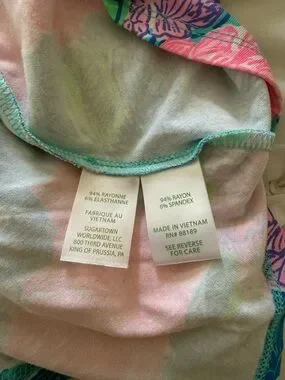 94% RAYONNE
6% ELASTHANNE
FABRIQUE AU
VIETNAM
SUGARTOWN
WORLDWIDE, LLC
800 THIRD AVENUE
KING OF PRUSSIA, PA
94% RAYON
6% SPANDEX
MADE IN VIETNAM
RN# 88189
SEE REVERSE
FOR CARE